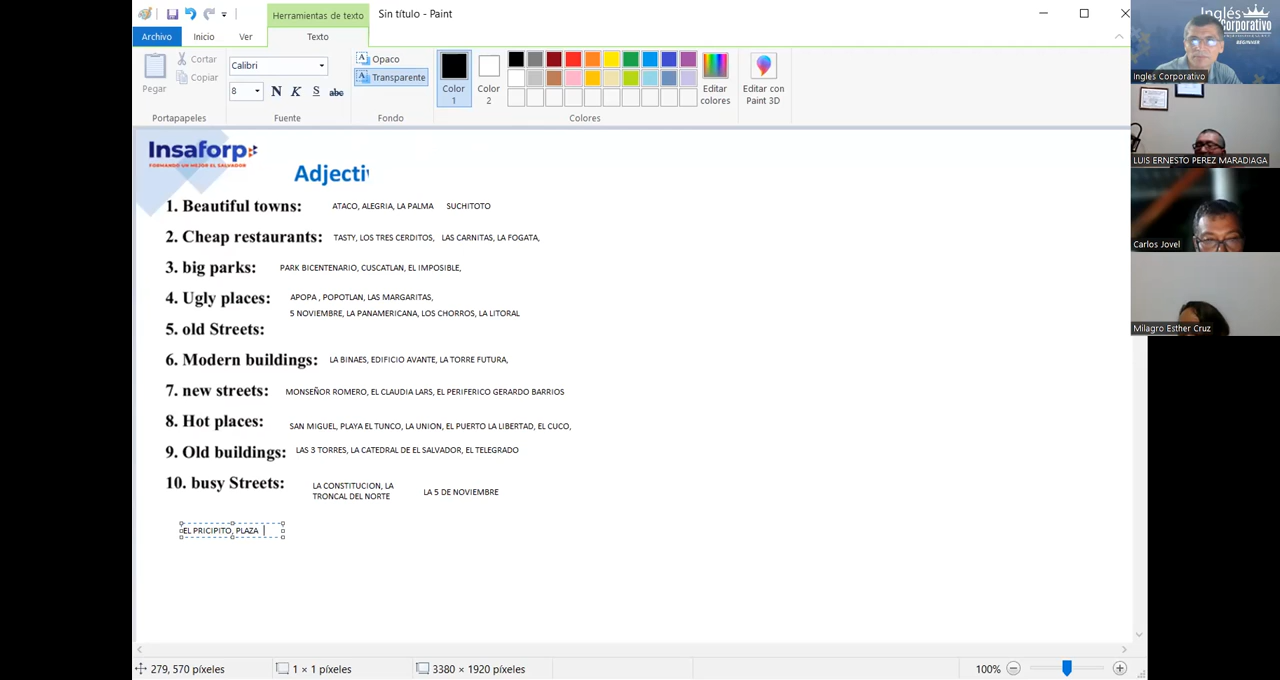 Herramientas de texto
Sin título - Paint
Archivo
Inicio
Ver
Texto
Pegar
Cortar
Copiar
Portapapeles
Calibri
8
N K S abc
Fuente
Opaco
Transparente
Fondo
Color 1
Color 2
Editar colores
Editar con Paint 3D
Colores
Inglés
Corporativo
BEGINNER
Ingles Corporativo
LUIS ERNESTO PEREZ MARADIAGA
Carlos Jovel
Milagro Esther Cruz
Insaforp
FORMANDO UN MEJOR EL SALVADOR
Adjecti
1. Beautiful towns: ATACO, ALEGRIA, LA PALMA SUCHITOTO
2. Cheap restaurants: TASTY, LOS TRES CERDITOS, LAS CARNITAS, LA FOGATA,
3. big parks: PARK BICENTENARIO, CUSCATLAN, EL IMPOSIBLE,
4. Ugly places: APOPA , POPOTLAN, LAS MARGARITAS,
5 NOVIEMBRE, LA PANAMERICANA, LOS CHORROS, LA LITORAL
5. old Streets:
6. Modern buildings: LA BINAES, EDIFICIO AVANTE, LA TORRE FUTURA,
7. new streets: MONSEÑOR ROMERO, EL CLAUDIA LARS, EL PERIFERICO GERARDO BARRIOS
8. Hot places: SAN MIGUEL, PLAYA EL TUNCO, LA UNION, EL PUERTO LA LIBERTAD, EL CUCO,
9. Old buildings: LAS 3 TORRES, LA CATEDRAL DE EL SALVADOR, EL TELEGRADO
10. busy Streets: LA CONSTITUCION, LA
TRONCAL DEL NORTE LA 5 DE NOVIEMBRE
EL PRICIPITO, PLAZA
279, 570 píxeles
1 × 1 píxeles
3380 × 1920 píxeles
100%